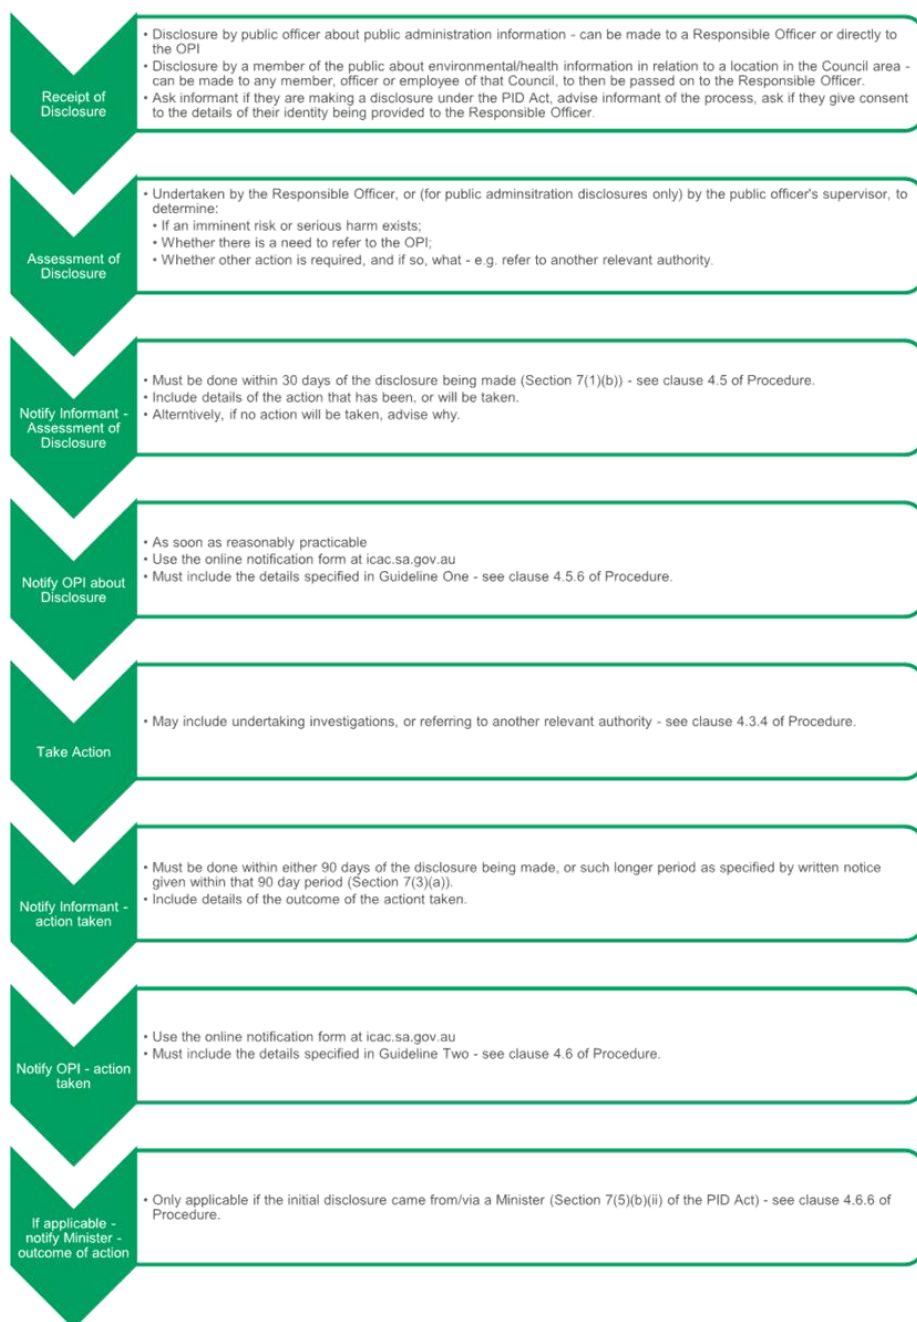 Receipt of
Disclosure
• Disclosure by public officer about public administration information - can be made to a Responsible Officer or directly to
the OPI
• Disclosure by a member of the public about environmental/health information in relation to a location in the Council area -
can be made to any member, officer or employee of that Council, to then be passed on to the Responsible Officer.
• Ask informant if they are making a disclosure under the PID Act, advise informant of the process, ask if they give consent
to the details of their identity being provided to the Responsible Officer.
Assessment of
Disclosure
• Undertaken by the Responsible Officer, or (for public adminsitration disclosures only) by the public officer's supervisor, to
determine:
• If an imminent risk or serious harm exists;
• Whether there is a need to refer to the OPI;
• Whether other action is required, and if so, what - e.g. refer to another relevant authority.
Notify Informant -
Assessment of
Disclosure
• Must be done within 30 days of the disclosure being made (Section 7(1)(b)) - see clause 4.5 of Procedure.
• Include details of the action that has been, or will be taken.
• Alterntively, if no action will be taken, advise why.
Notify OPI about
Disclosure
• As soon as reasonably practicable
• Use the online notification form at icac.sa.gov.au
• Must include the details specified in Guideline One - see clause 4.5.6 of Procedure.
Take Action
• May include undertaking investigations, or referring to another relevant authority - see clause 4.3.4 of Procedure.
Notify Informant -
action taken
• Must be done within either 90 days of the disclosure being made, or such longer period as specified by written notice
given within that 90 day period (Section 7(3)(a)).
• Include details of the outcome of the actiont taken.
Notify OPI - action
taken
• Use the online notification form at icac.sa.gov.au
• Must include the details specified in Guideline Two - see clause 4.6 of Procedure.
If applicable -
notify Minister -
outcome of action
• Only applicable if the initial disclosure came from/via a Minister (Section 7(5)(b)(ii) of the PID Act) - see clause 4.6.6 of
Procedure.